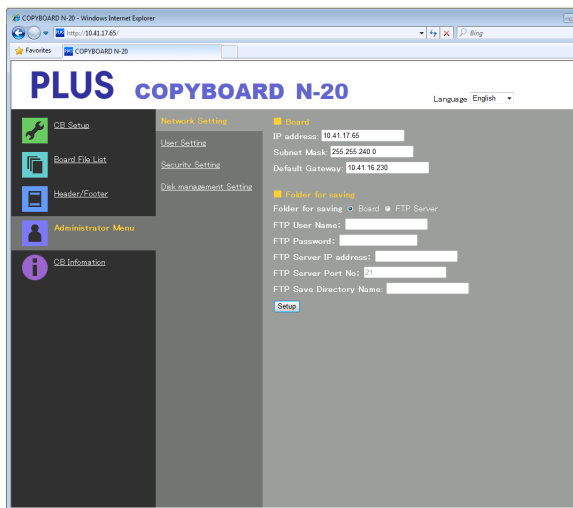 COPYBOARD N-20 - Windows Internet Explorer
http://10.41.17.65/
Bing
Favorites
COPYBOARD N-20
PLUS COPYBOARD N-20
Language English
CB Setup
Board File List
Header/Footer
Administrator Menu
CB Infomation
Network Setting
User Setting
Security Setting
Disk management Setting
Board
IP address: 10.41.17.65
Subnet Mask: 255.255.240.0
Default Gateway: 10.41.16.230
Folder for saving
Folder for saving Board FTP Server
FTP User Name:
FTP Password:
FTP Server IP address:
FTP Server Port No: 21
FTP Save Directory Name:
Setup